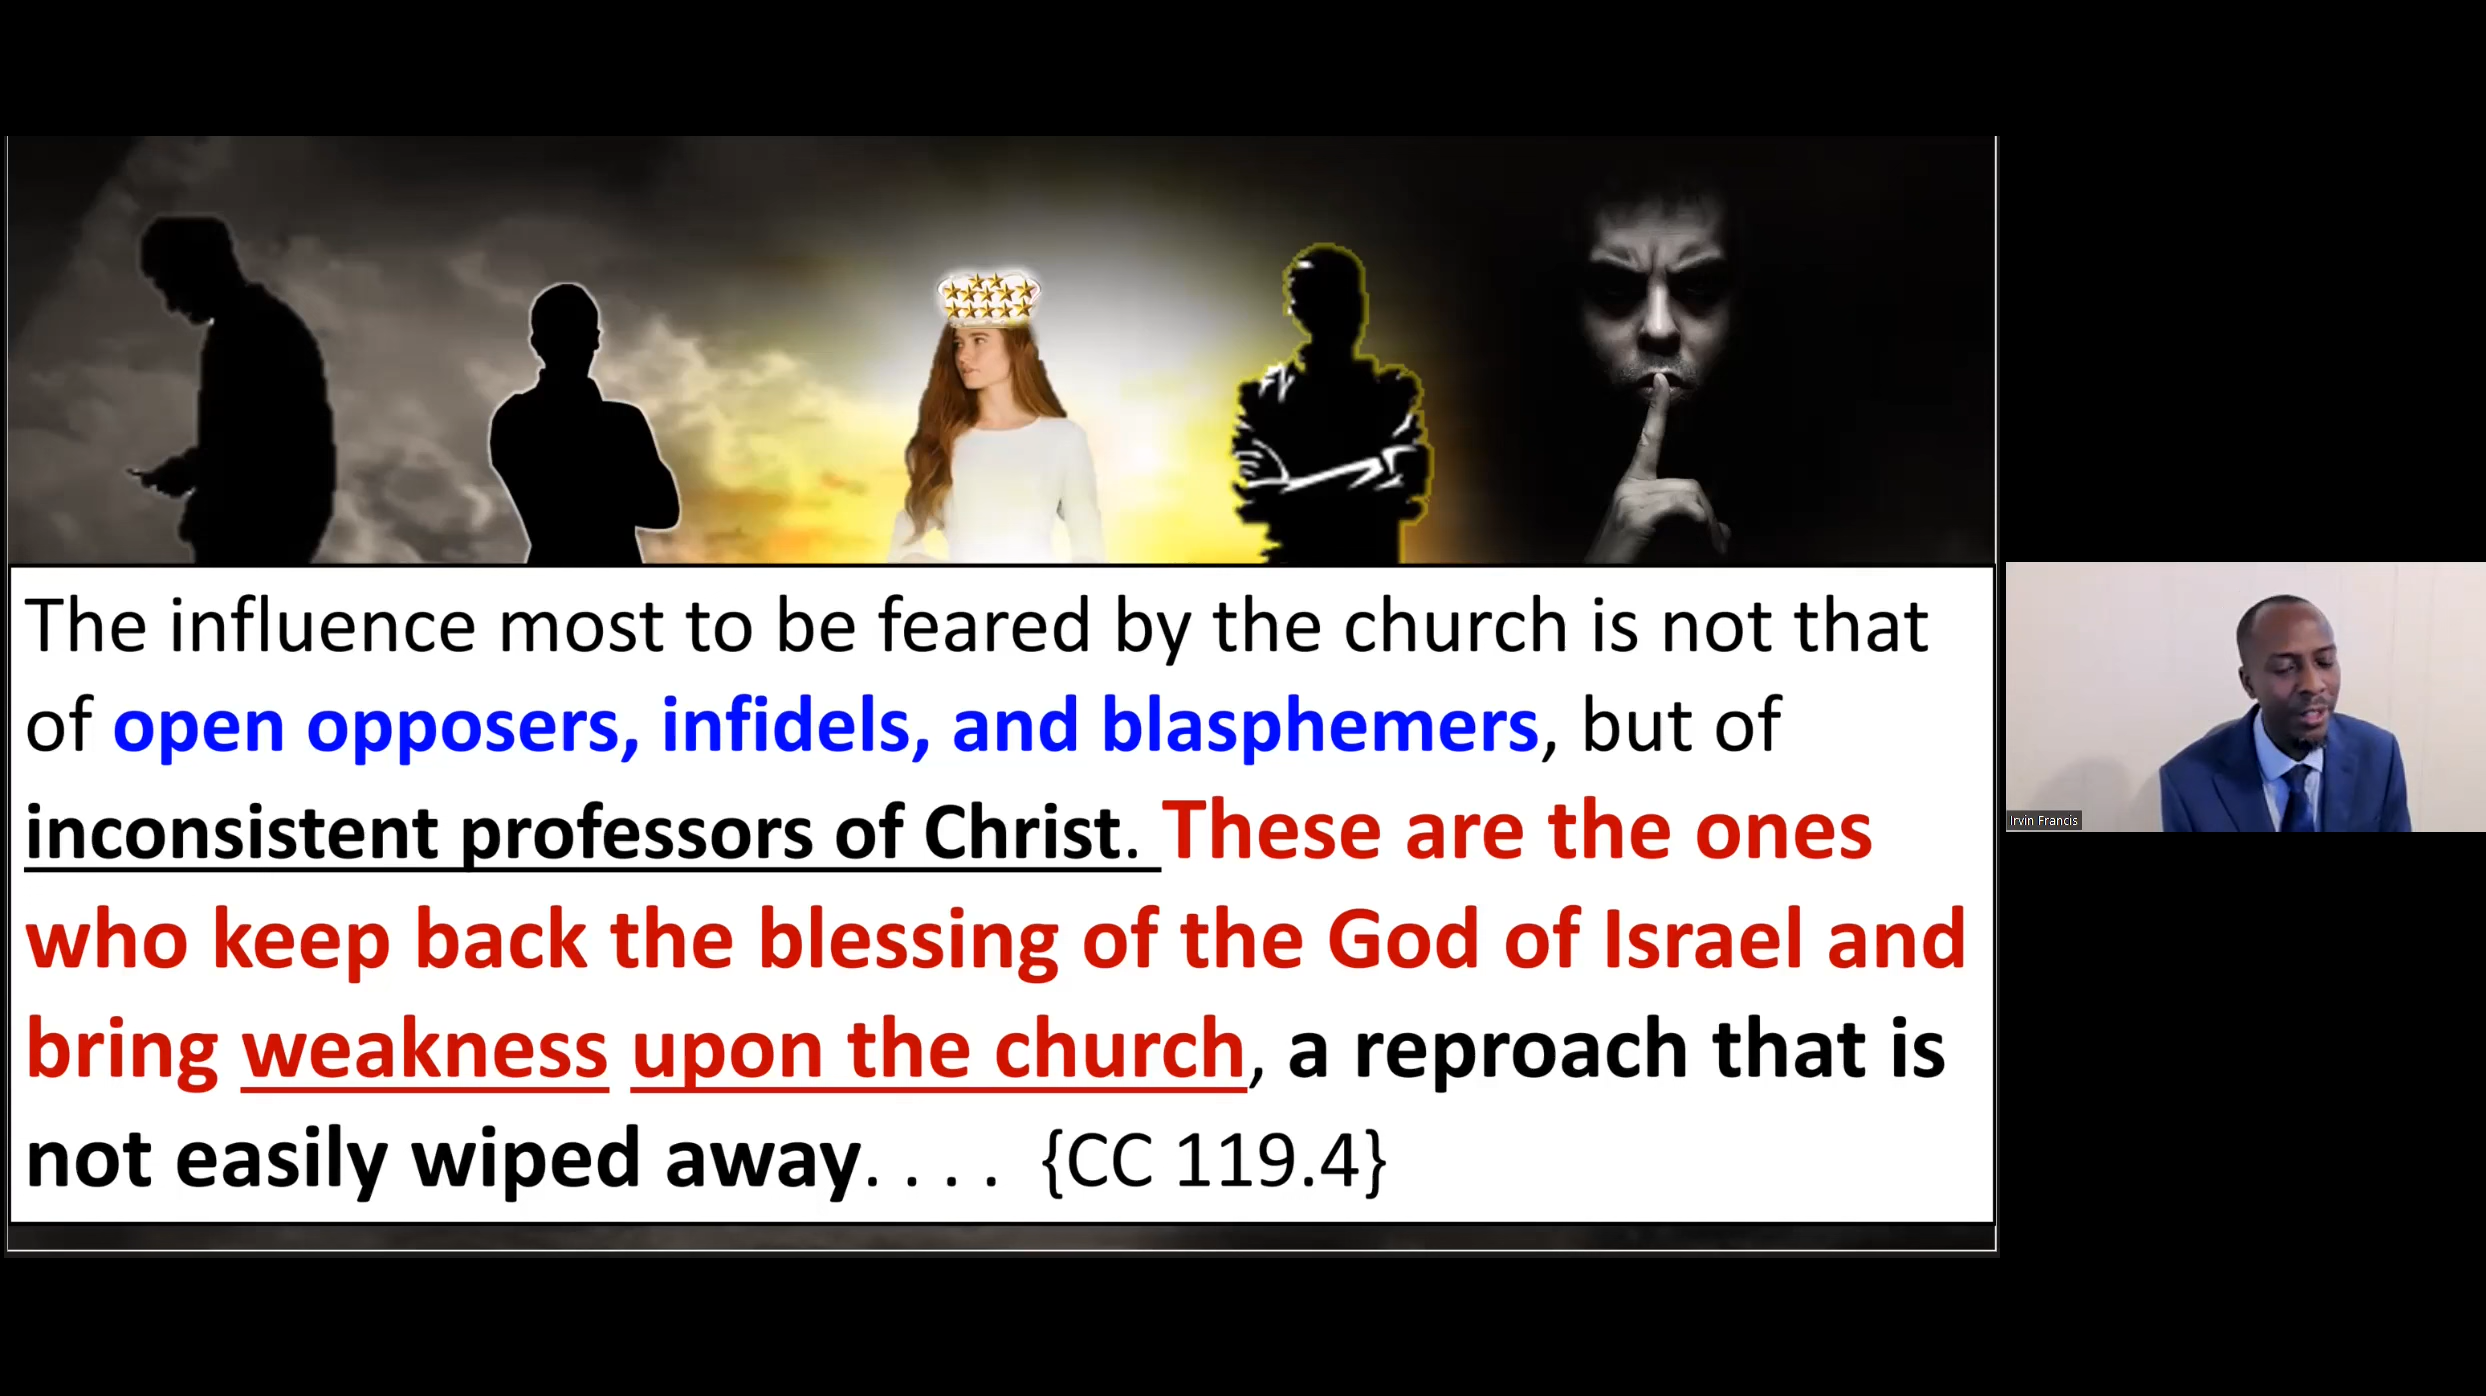 The influence most to be feared by the church is not that
of open opposers, infidels, and blasphemers, but of
inconsistent professors of Christ. These are the ones
who keep back the blessing of the God of Israel and
bring weakness upon the church, a reproach that is
not easily wiped away. . . .  {CC 119.4}
Irvin Francis